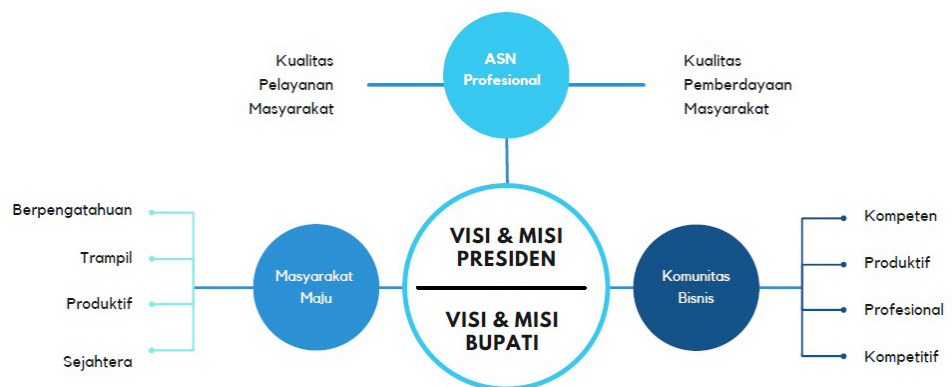 ASN
Profesional
Kualitas
Pelayanan
Masyarakat
Kualitas
Pemberdayaan
Masyarakat
Berpengatahuan
Trampil
Produktif
Sejahtera
Masyarakat
Maju
VISI & MISI
PRESIDEN
VISI & MISI
BUPATI
Komunitas
Bisnis
Kompeten
Produktif
Profesional
Kompetitif